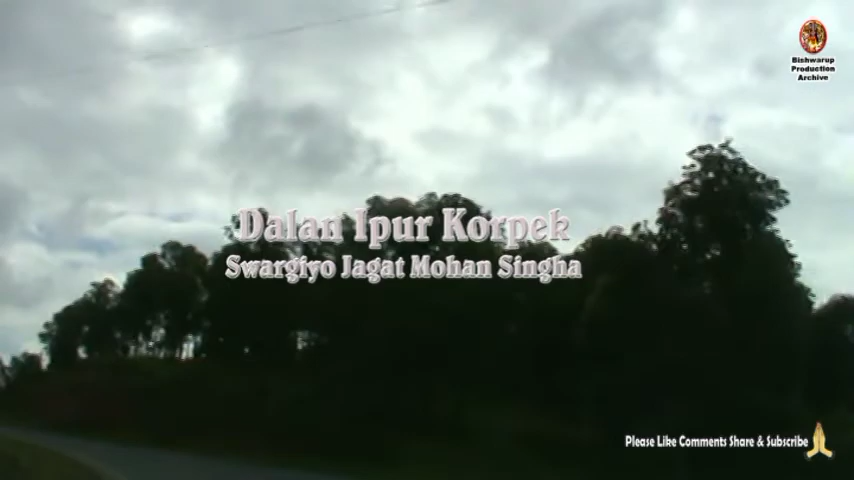 Bishwarup
Production
Archive
Dalan Ipur Korpek
Swargiyo Jagat Mohan Singha
Please Like Comments Share & Subscribe